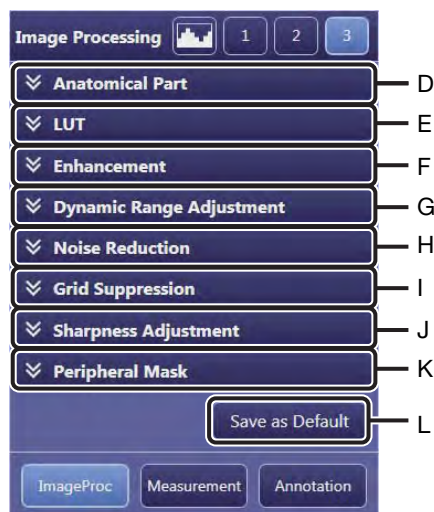 Image Processing 1 2 3
Anatomical Part D
LUT E
Enhancement F
Dynamic Range Adjustment G
Noise Reduction H
Grid Suppression I
Sharpness Adjustment J
Peripheral Mask K
Save as Default L
ImageProc Measurement Annotation